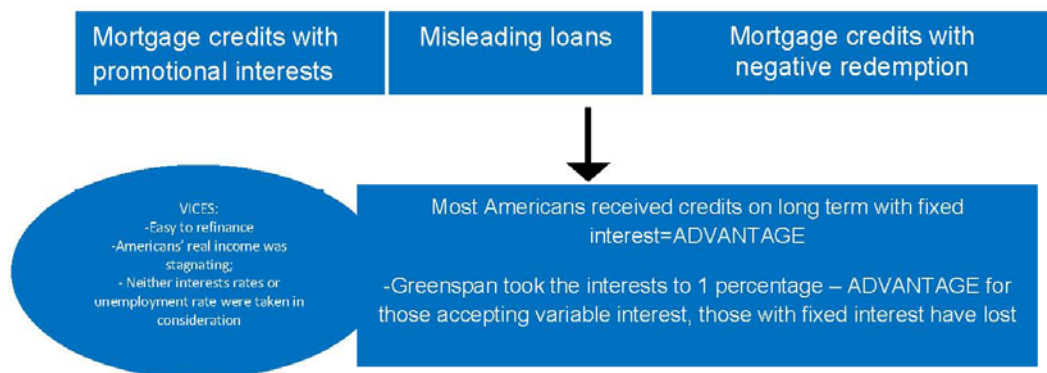 Mortgage credits with
promotional interests
Misleading loans
Mortgage credits with
negative redemption
VICES:
-Easy to refinance
-Americans' real income was
stagnating;
- Neither interests rates or
unemployment rate were taken in
consideration
Most Americans received credits on long term with fixed
interest=ADVANTAGE
-Greenspan took the interests to 1 percentage – ADVANTAGE for
those accepting variable interest, those with fixed interest have lost